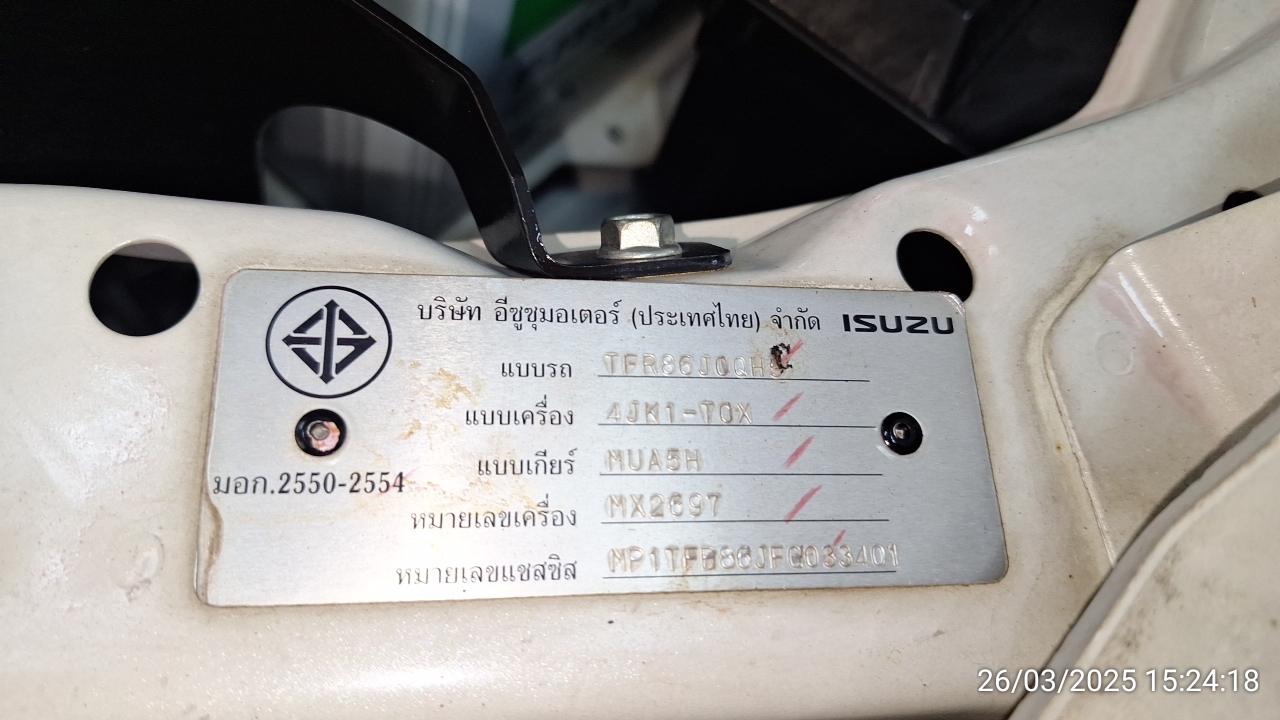 บริษัท อีซูซุมอเตอร์ (ประเทศไทย) จำกัด ISUZU
แบบรถ
แบบเครื่อง 4JK1-TCX
แบบเกียร์ MUA5H
มอก.2550-2554
หมายเลขเครื่อง MX2697
หมายเลขแชสซิส
26/03/2025 15:24:18